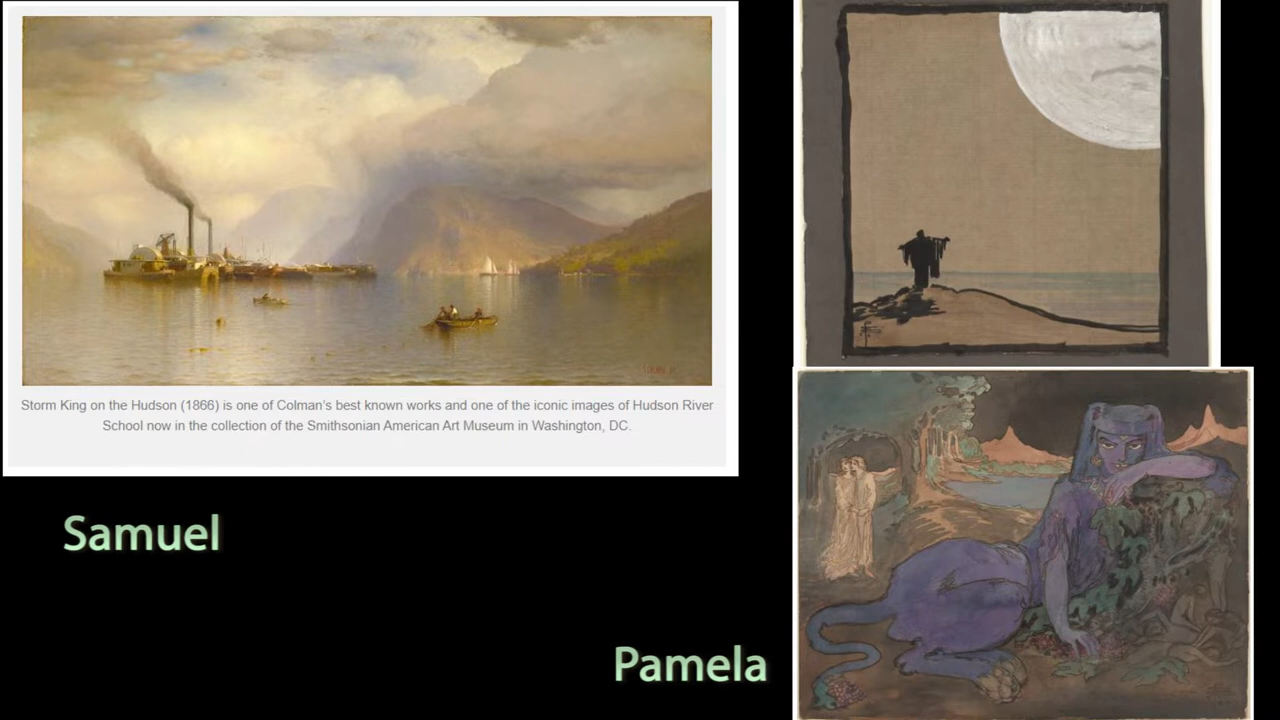 Storm King on the Hudson (1866) is one of Colman's best known works and one of the iconic images of Hudson River
School now in the collection of the Smithsonian American Art Museum in Washington, DC.
Samuel
Pamela